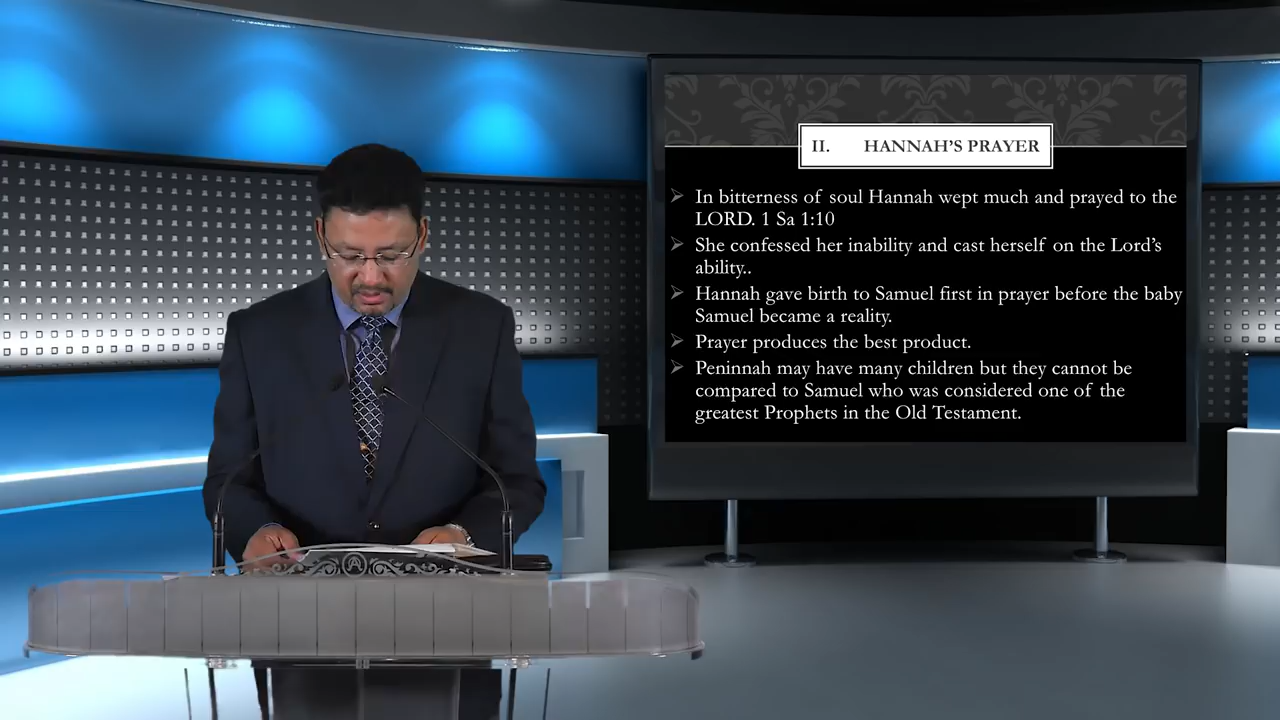 II. HANNAH'S PRAYER
➢ In bitterness of soul Hannah wept much and prayed to the
LORD. 1 Sa 1:10
➢ She confessed her inability and cast herself on the Lord's
ability..
➢ Hannah gave birth to Samuel first in prayer before the baby
Samuel became a reality.
➢ Prayer produces the best product.
➢ Peninnah may have many children but they cannot be
compared to Samuel who was considered one of the
greatest Prophets in the Old Testament.